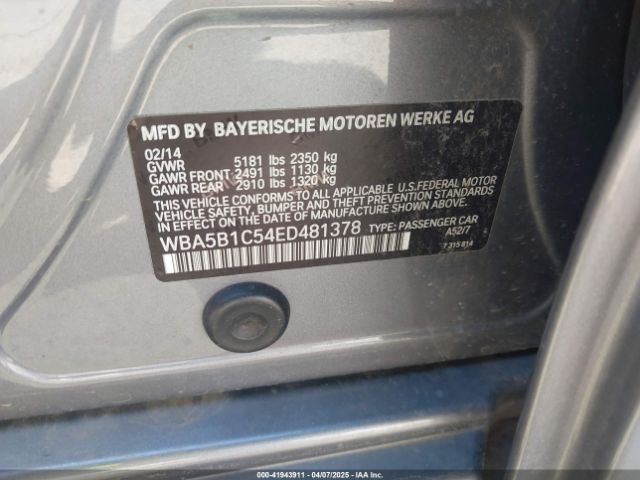 MFD BY BAYERISCHE MOTOREN WERKE AG
02/14
GVWR 5181 lbs 2350 kg
GAWR FRONT 2491 lbs 1130 kg
GAWR REAR 2910 lbs 1320 kg
THIS VEHICLE CONFORMS TO ALL APPLICABLE U.S.FEDERAL MOTOR
VEHICLE SAFETY, BUMPER, AND THEFT PREVENTION STANDARDS
IN EFFECT ON THE DATE OF MANUFACTURE SHOWN ABOVE.
WBA5B1C54ED481378 TYPE: PASSENGER CAR
A52/7
7 315 814
000-41943911 - 04/07/2025 - IAAI.com